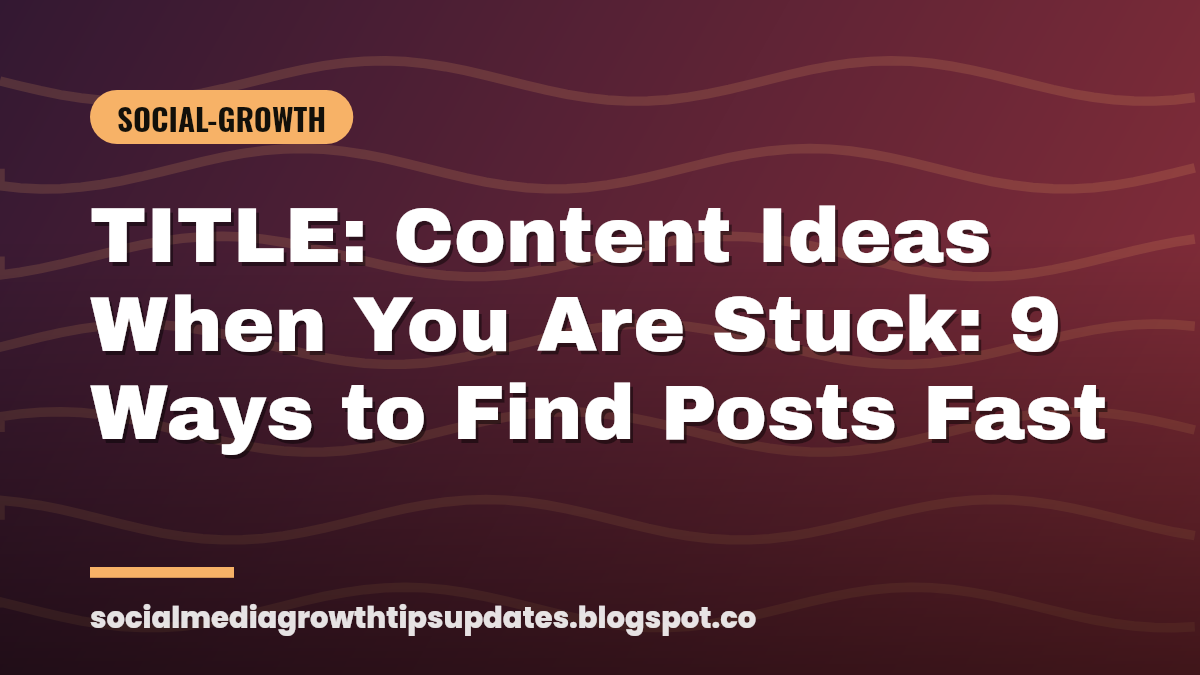 SOCIAL-GROWTH
TITLE: Content Ideas
When You Are Stuck: 9
Ways to Find Posts Fast
socialmediagrowthtipsupdates.blogspot.co